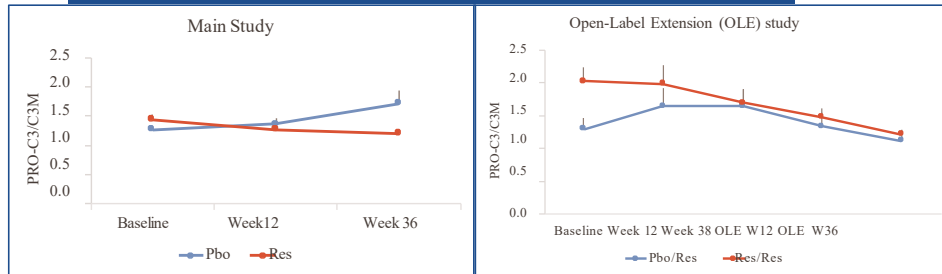 Main Study
2.5
2.0
1.5
1.0
0.5
0.0
PRO-C3/C3M
Baseline Week12 Week 36
Pbo Res
Open-Label Extension (OLE) study
2.5
2.0
1.5
1.0
0.5
0.0
PRO-C3/C3M
Baseline Week 12 Week 38 OLE W12 OLE W36
Pbo/Res Res/Res